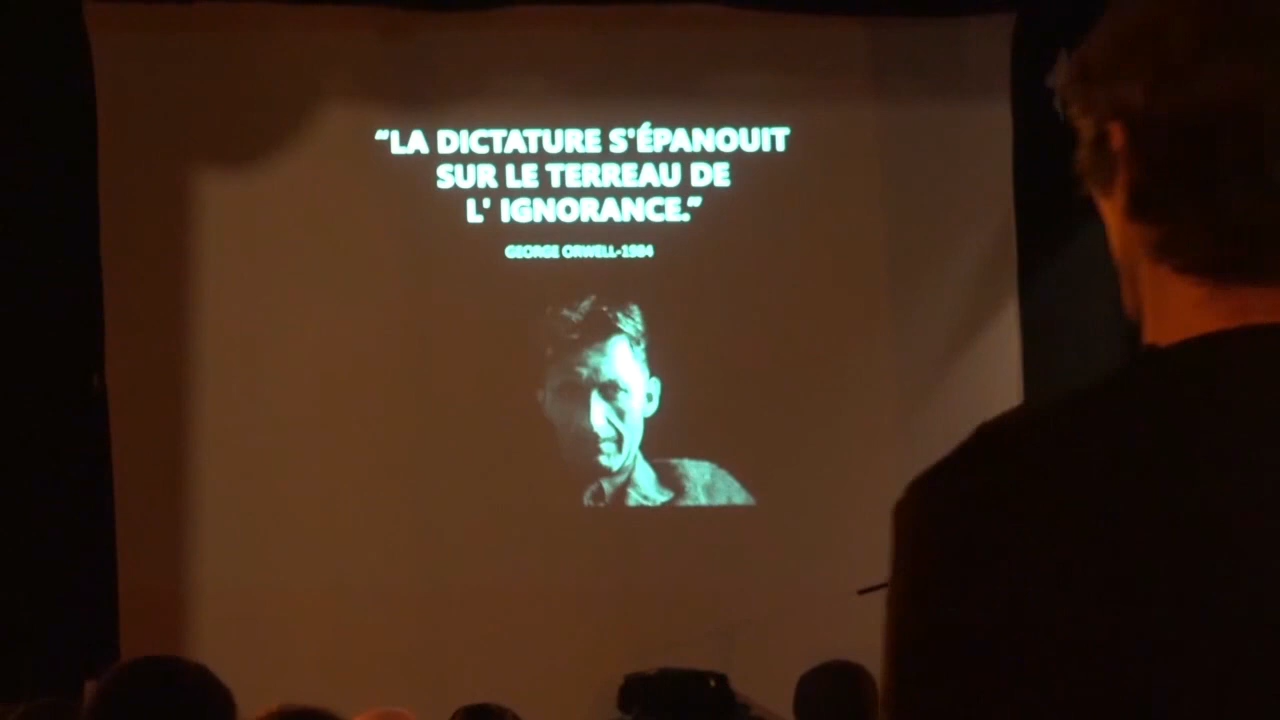 “LA DICTATURE S'ÉPANOUIT
SUR LE TERREAU DE
L' IGNORANCE.”
GEORGE ORWELL-1984